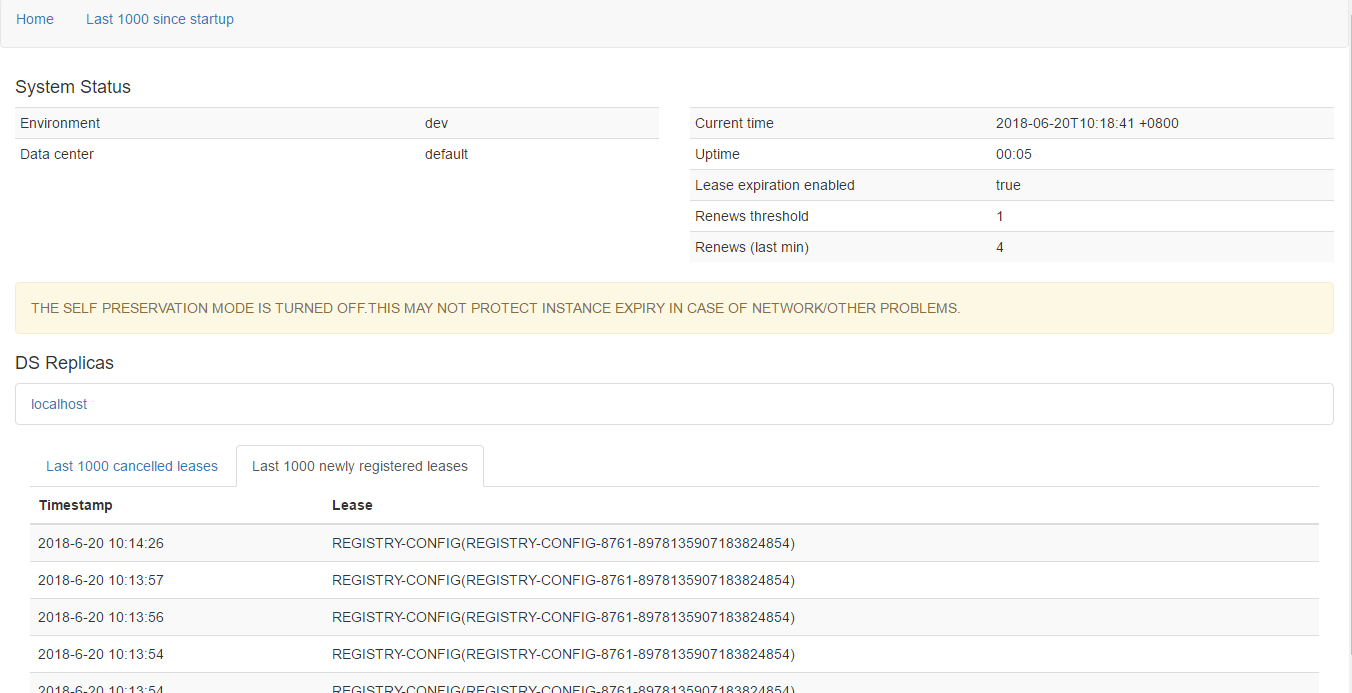 Home Last 1000 since startup
System Status
Environment dev
Data center default
Current time 2018-06-20T10:18:41 +0800
Uptime 00:05
Lease expiration enabled true
Renews threshold 1
Renews (last min) 4
THE SELF PRESERVATION MODE IS TURNED OFF.THIS MAY NOT PROTECT INSTANCE EXPIRY IN CASE OF NETWORK/OTHER PROBLEMS.
DS Replicas
localhost
Last 1000 cancelled leases Last 1000 newly registered leases
Timestamp Lease
2018-6-20 10:14:26 REGISTRY-CONFIG(REGISTRY-CONFIG-8761-8978135907183824854)
2018-6-20 10:13:57 REGISTRY-CONFIG(REGISTRY-CONFIG-8761-8978135907183824854)
2018-6-20 10:13:56 REGISTRY-CONFIG(REGISTRY-CONFIG-8761-8978135907183824854)
2018-6-20 10:13:54 REGISTRY-CONFIG(REGISTRY-CONFIG-8761-8978135907183824854)
2018-6-20 10:13:54 REGISTRY-CONFIG(REGISTRY-CONFIG-8761-8978135907183824854)